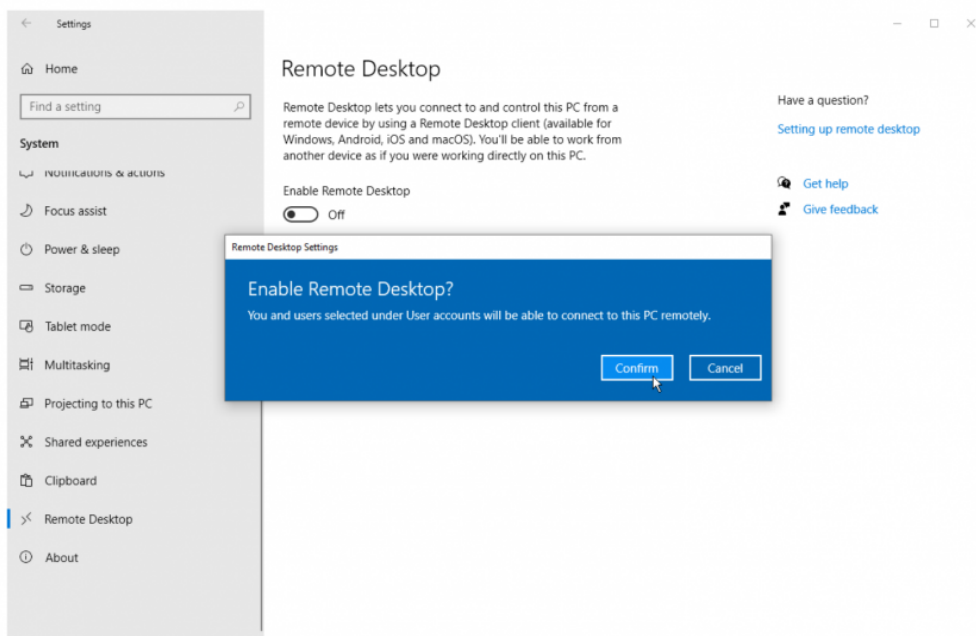 Settings
Home
Find a setting
System
Notifications & actions
Focus assist
Power & sleep
Storage
Tablet mode
Multitasking
Projecting to this PC
Shared experiences
Clipboard
Remote Desktop
About
Remote Desktop
Remote Desktop lets you connect to and control this PC from a
remote device by using a Remote Desktop client (available for
Windows, Android, iOS and macOS). You'll be able to work from
another device as if you were working directly on this PC.
Enable Remote Desktop
Off
Remote Desktop Settings
Enable Remote Desktop?
You and users selected under User accounts will be able to connect to this PC remotely.
Confirm
Cancel
Have a question?
Setting up remote desktop
Get help
Give feedback